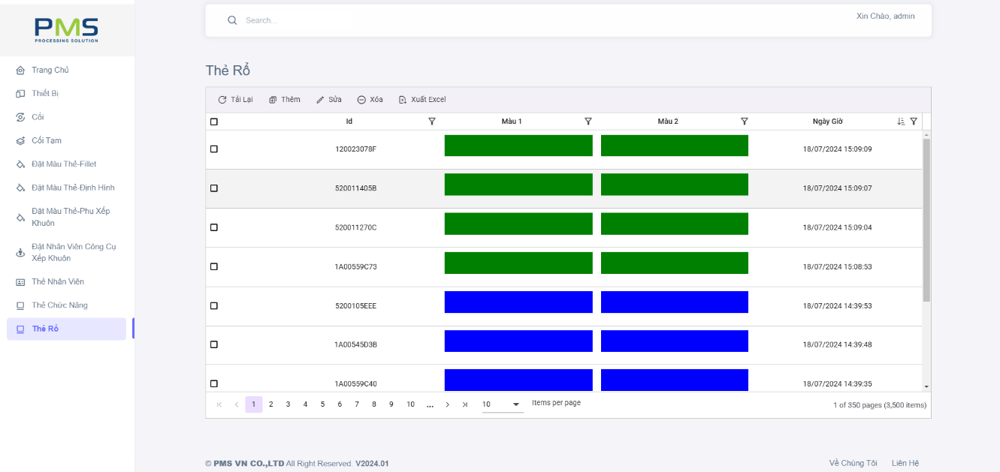 PMS
PROCESSING SOLUTION
Search...
Xin Chào, admin
Trang Chủ
Thiết Bị
Cối
Cối Tạm
Đặt Màu Thẻ-Fillet
Đặt Màu Thẻ-Định Hình
Đặt Màu Thẻ-Phụ Xếp
Khuôn
Đặt Nhân Viên Công Cụ
Xếp Khuôn
Thẻ Nhân Viên
Thẻ Chức Năng
Thẻ Rổ
Thẻ Rổ
Tải Lại Thêm Sửa Xóa Xuất Excel
Id Màu 1 Màu 2 Ngày Giờ
120023078F 18/07/2024 15:09:09
520011405B 18/07/2024 15:09:07
520011270C 18/07/2024 15:09:04
1A00559C73 18/07/2024 15:08:53
5200105EEE 18/07/2024 14:39:53
1A00545D3B 18/07/2024 14:39:48
1A00559C40 18/07/2024 14:39:35
1 2 3 4 5 6 7 8 9 10 ... 10 Items per page 1 of 350 pages (3,500 items)
© PMS VN CO.,LTD All Right Reserved. V2024.01 Về Chúng Tôi Liên Hệ